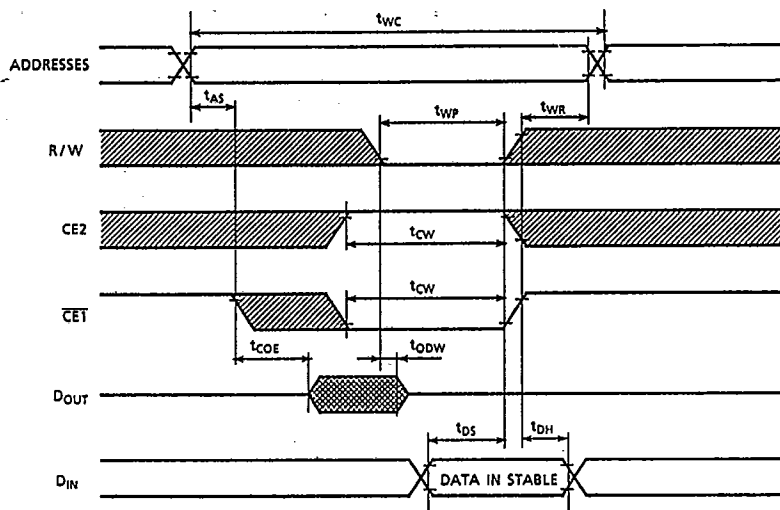 tWC
ADDRESSES
tAS
tWP
tWR
R/W
CE2
tCW
tCW
CE1
tCOE
tODW
DOUT
tDS
tDH
DIN
DATA IN STABLE